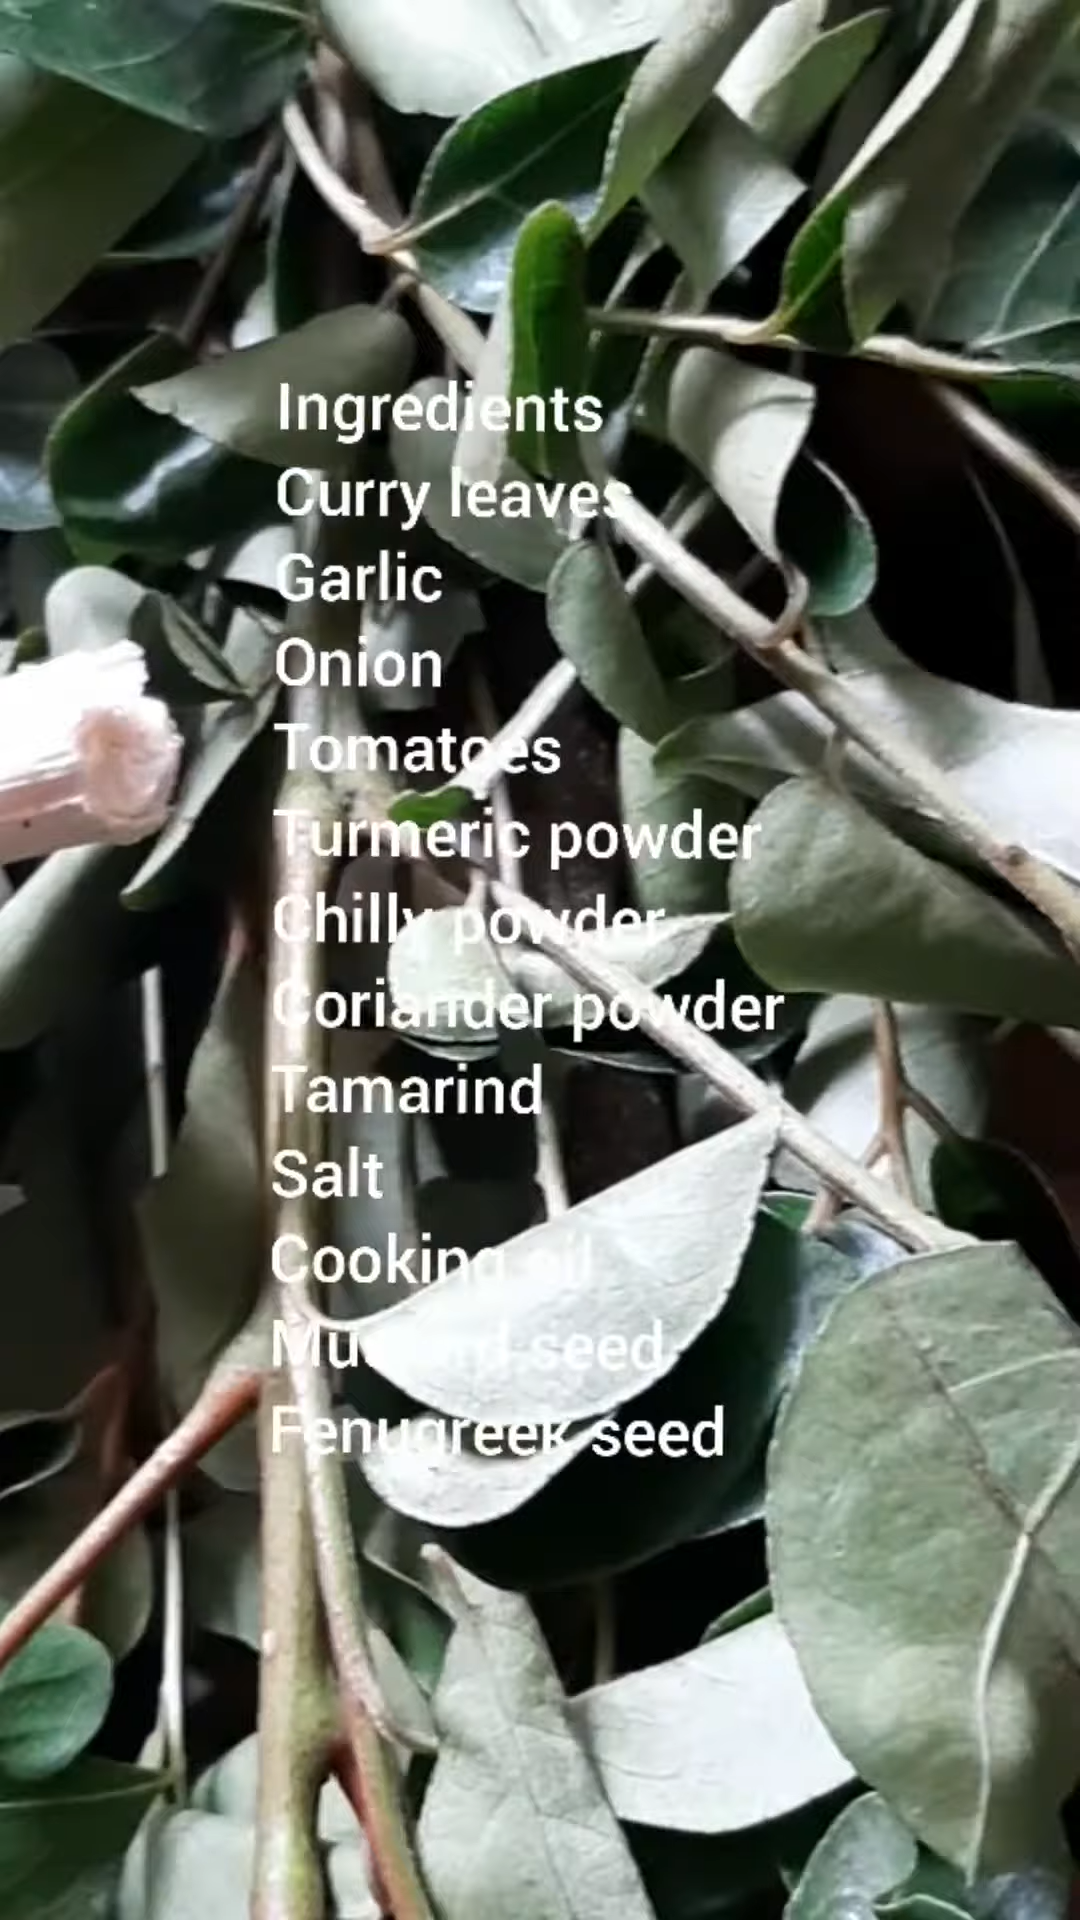 Ingredients
Curry leaves
Garlic
Onion
Tomatoes
Turmeric powder
Chilly powder
Coriander powder
Tamarind
Salt
Cooking oil
Mustard seed
Fenugreek seed